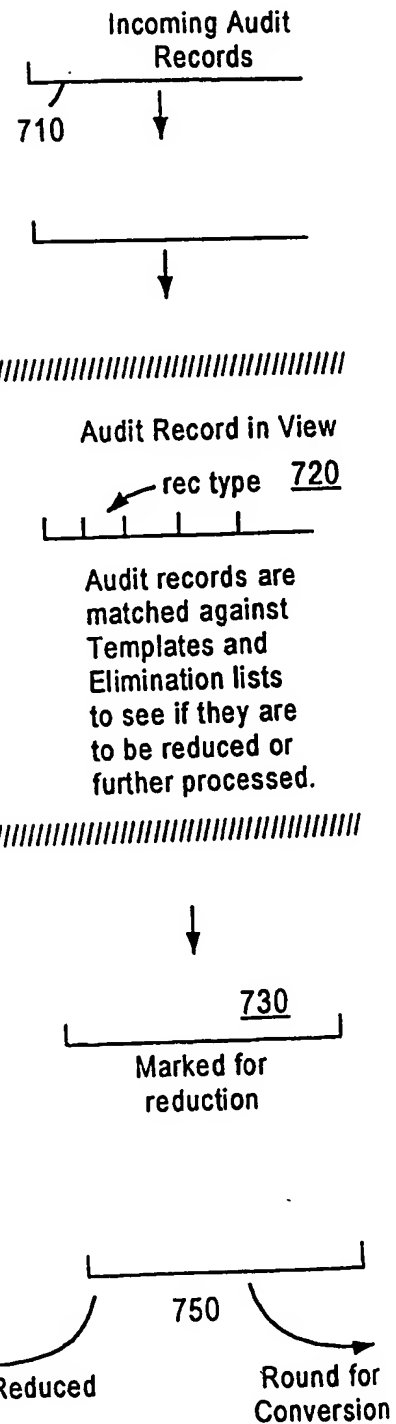 Incoming Audit
Records
710
Audit Record in View
rec type 720
Audit records are
matched against
Templates and
Elimination lists
to see if they are
to be reduced or
further processed.
730
Marked for
reduction
750
Reduced
Round for
Conversion